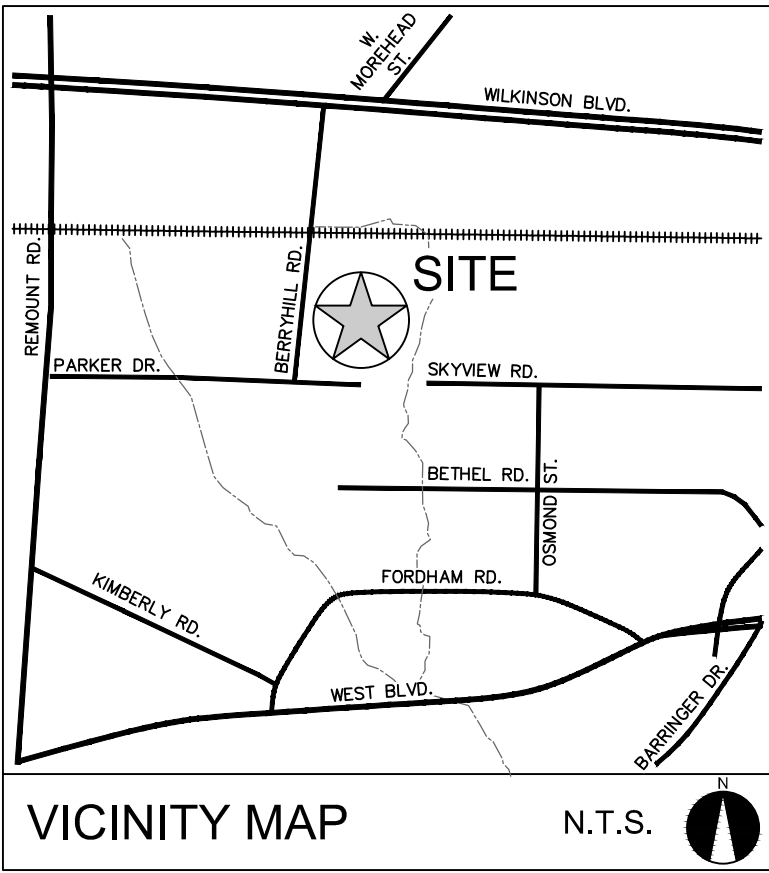 W.
MOREHEAD
ST.
WILKINSON BLVD.
REMOUNT RD.
BERRYHILL RD.
SITE
PARKER DR.
SKYVIEW RD.
BETHEL RD.
OSMOND ST.
FORDHAM RD.
KIMBERLY RD.
WEST BLVD.
BARRINGER DR.
VICINITY MAP
N.T.S.
N